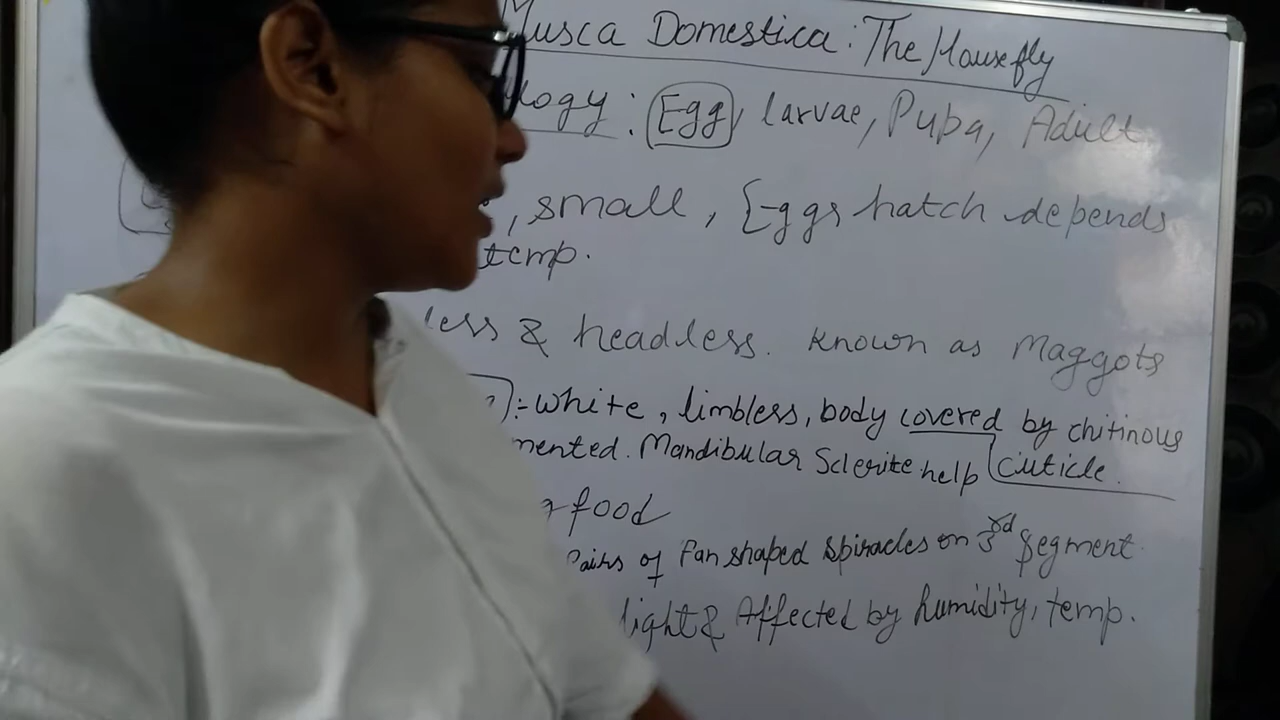 Musca Domestica: The Housefly
logy: Egg, larvae, Pupa, Adult
, small, Eggs hatch depends
temp.
less & headless. known as Maggots
:- white, limbless, body covered by chitinous
mented. Mandibular Sclerite help cuticle.
food
Pairs of Fan shaped spiracles on 3rd segment
light & Affected by humidity, temp.